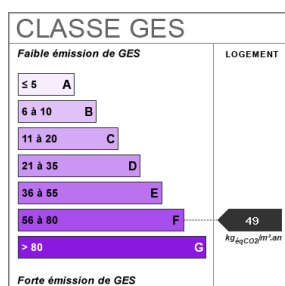 CLASSE GES
Faible émission de GES
LOGEMENT
≤ 5 A
6 à 10 B
11 à 20 C
21 à 35 D
36 à 55 E
56 à 80 F
49
kgéqCO2/m².an
> 80 G
Forte émission de GES